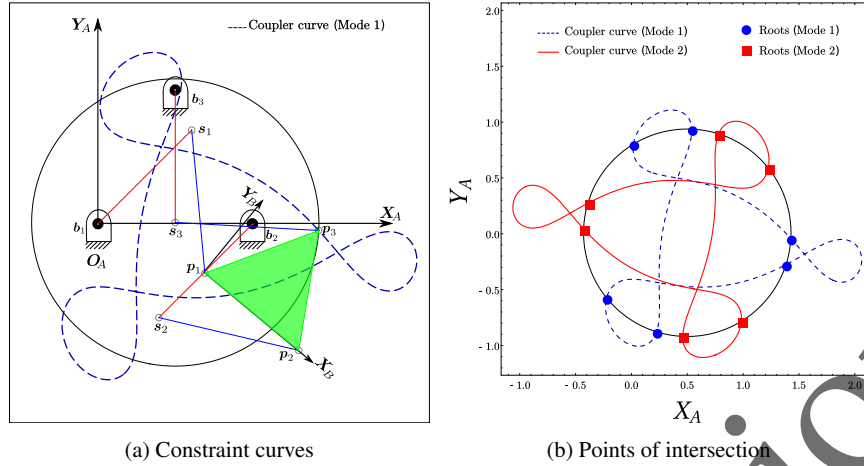 Y_A
Coupler curve (Mode 1)
b_3
s_1
Y_B
X_A
b_1
b_2
p_3
s_3
O_A
p_1
s_2
p_2
X_B
(a) Constraint curves
Coupler curve (Mode 1) Roots (Mode 1)
Coupler curve (Mode 2) Roots (Mode 2)
2.0
1.5
1.0
0.5
0.0
-0.5
-1.0
Y_A
-1.0 -0.5 0.0 0.5 1.0 1.5 2.0
X_A
(b) Points of intersection